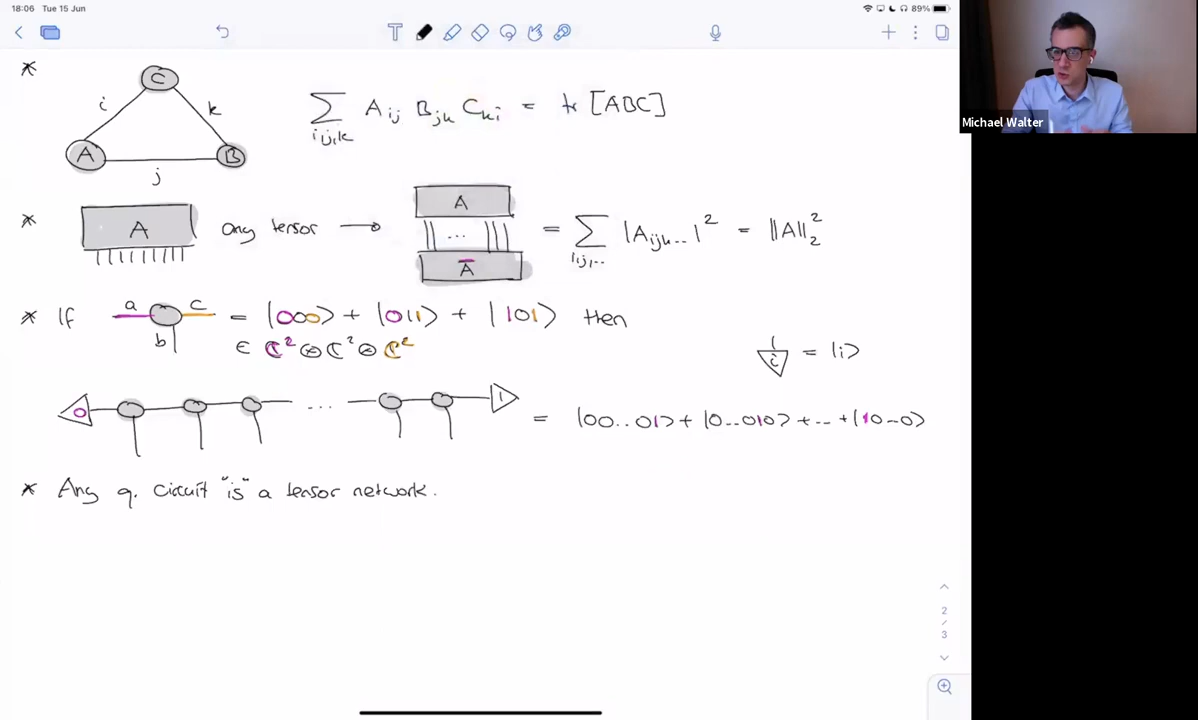 18:06 Tue 15 Jun
89%
Michael Walter
* C
i k
A B
j
∑ i,j,k A_ij B_jk C_ki = tr [ABC]
* A any tensor → A ... A̅ = ∑ i,j,.. |A_ijk..|² = ‖A‖₂²
* If a c b = |000⟩ + |011⟩ + |101⟩ then
∈ ℂ² ⊗ ℂ² ⊗ ℂ²
i = |i⟩
0 ... 1 = |00..01⟩ + |0..010⟩ + ... + |10..0⟩
* Any q. circuit "is" a tensor network.
2
/
3